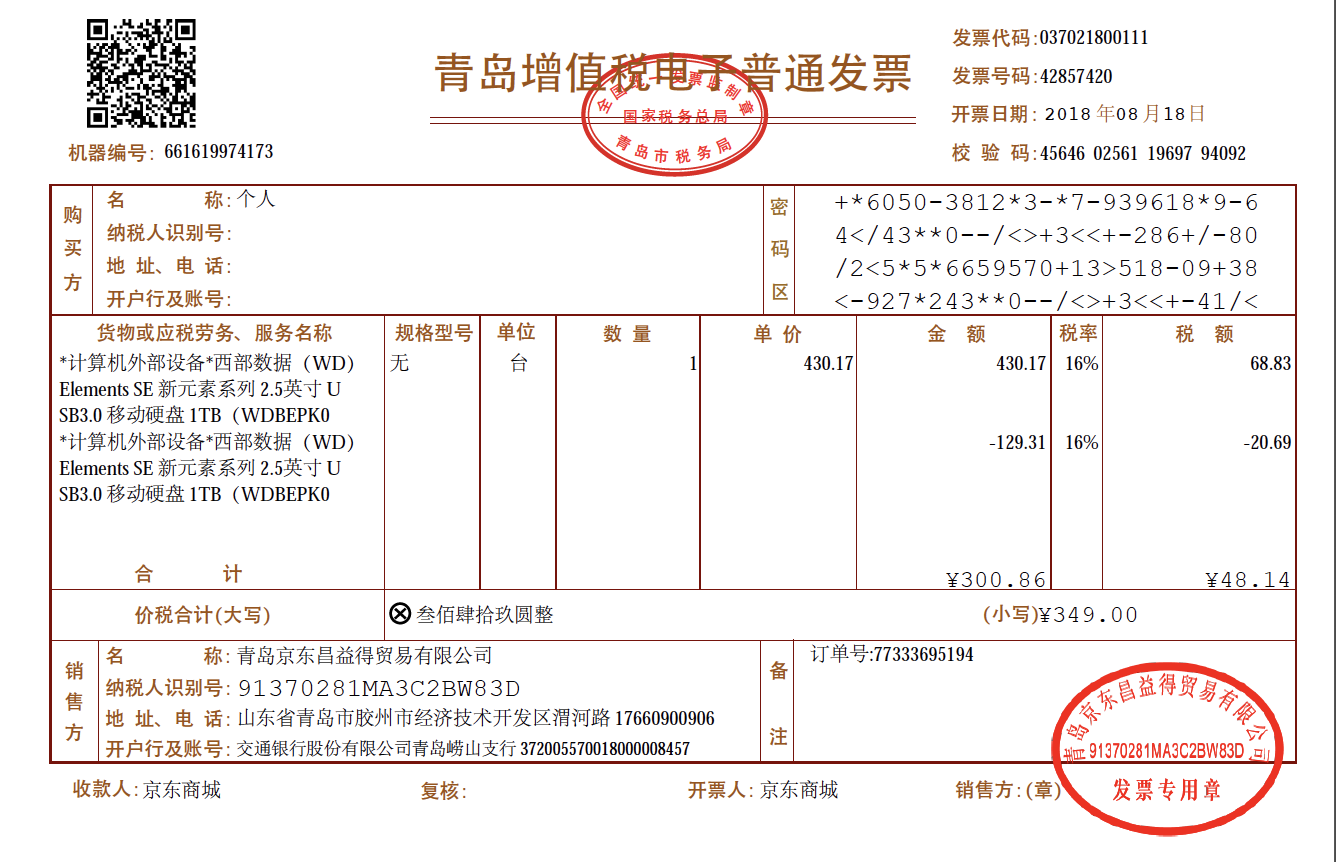 青岛增值税电子普通发票
全国统一发票监制章
国家税务总局
青岛市税务局
发票代码:037021800111
发票号码:42857420
开票日期: 2018 年08 月18日
校 验 码:45646 02561 19697 94092
机器编号: 661619974173
购买方
名 称: 个人
纳税人识别号:
地 址、电 话:
开户行及账号:
密码区
+*6050-3812*3-*7-939618*9-6
4</43**0--/<>+3<<+-286+/-80
/2<5*5*6659570+13>518-09+38
<-927*243**0--/<>+3<<+-41/<
货物或应税劳务、服务名称 规格型号 单位 数 量 单 价 金 额 税率 税 额
*计算机外部设备*西部数据（WD） 无 台 1 430.17 430.17 16% 68.83
Elements SE 新元素系列 2.5英寸 U
SB3.0 移动硬盘 1TB（WDBEPK0
*计算机外部设备*西部数据（WD） -129.31 16% -20.69
Elements SE 新元素系列 2.5英寸 U
SB3.0 移动硬盘 1TB（WDBEPK0
合 计 ¥300.86 ¥48.14
价税合计(大写) ⊗ 叁佰肆拾玖圆整 (小写)¥349.00
销售方
名 称: 青岛京东昌益得贸易有限公司
纳税人识别号: 91370281MA3C2BW83D
地 址、电 话: 山东省青岛市胶州市经济技术开发区渭河路 17660900906
开户行及账号: 交通银行股份有限公司青岛崂山支行 372005570018000008457
备注
订单号:77333695194
收款人: 京东商城 复核: 开票人: 京东商城 销售方: (章)
青岛京东昌益得贸易有限公司
91370281MA3C2BW83D
发票专用章